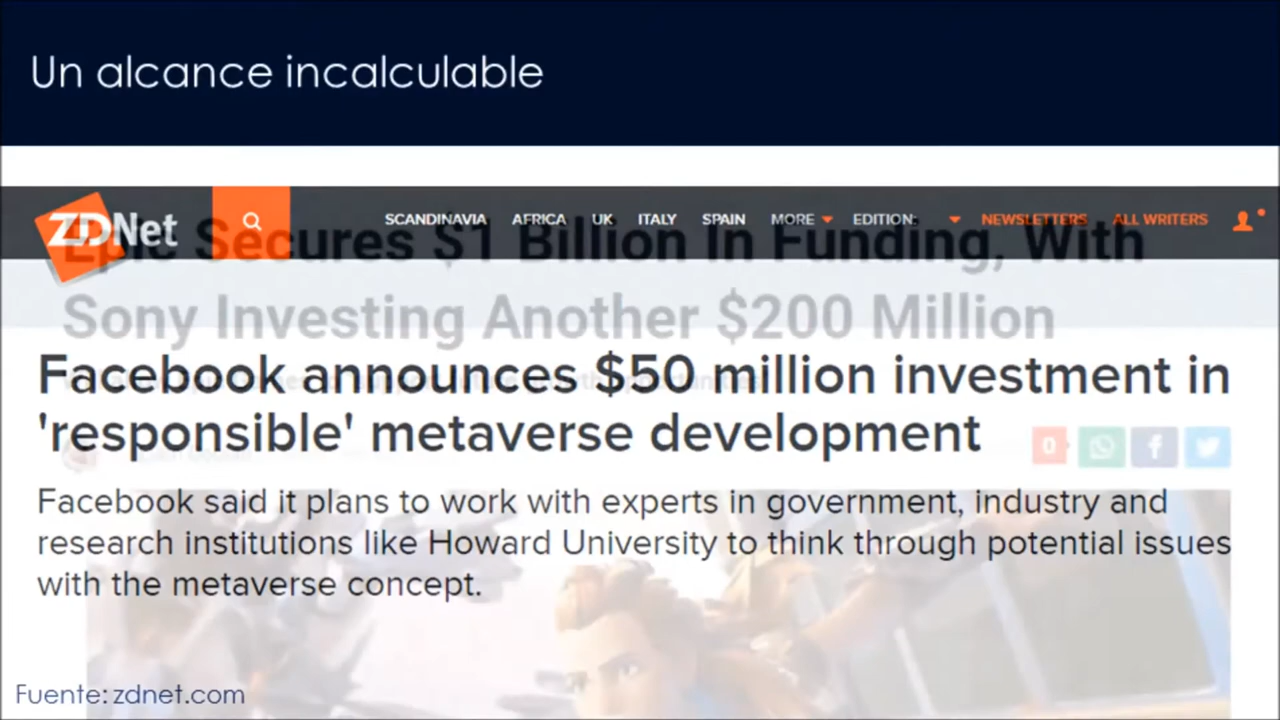 Un alcance incalculable
ZDNet
SCANDINAVIA AFRICA UK ITALY SPAIN MORE EDITION: NEWSLETTERS ALL WRITERS
Epic Secures $1 Billion In Funding, With
Sony Investing Another $200 Million
Facebook announces $50 million investment in
'responsible' metaverse development
0
Facebook said it plans to work with experts in government, industry and
research institutions like Howard University to think through potential issues
with the metaverse concept.
Fuente: zdnet.com